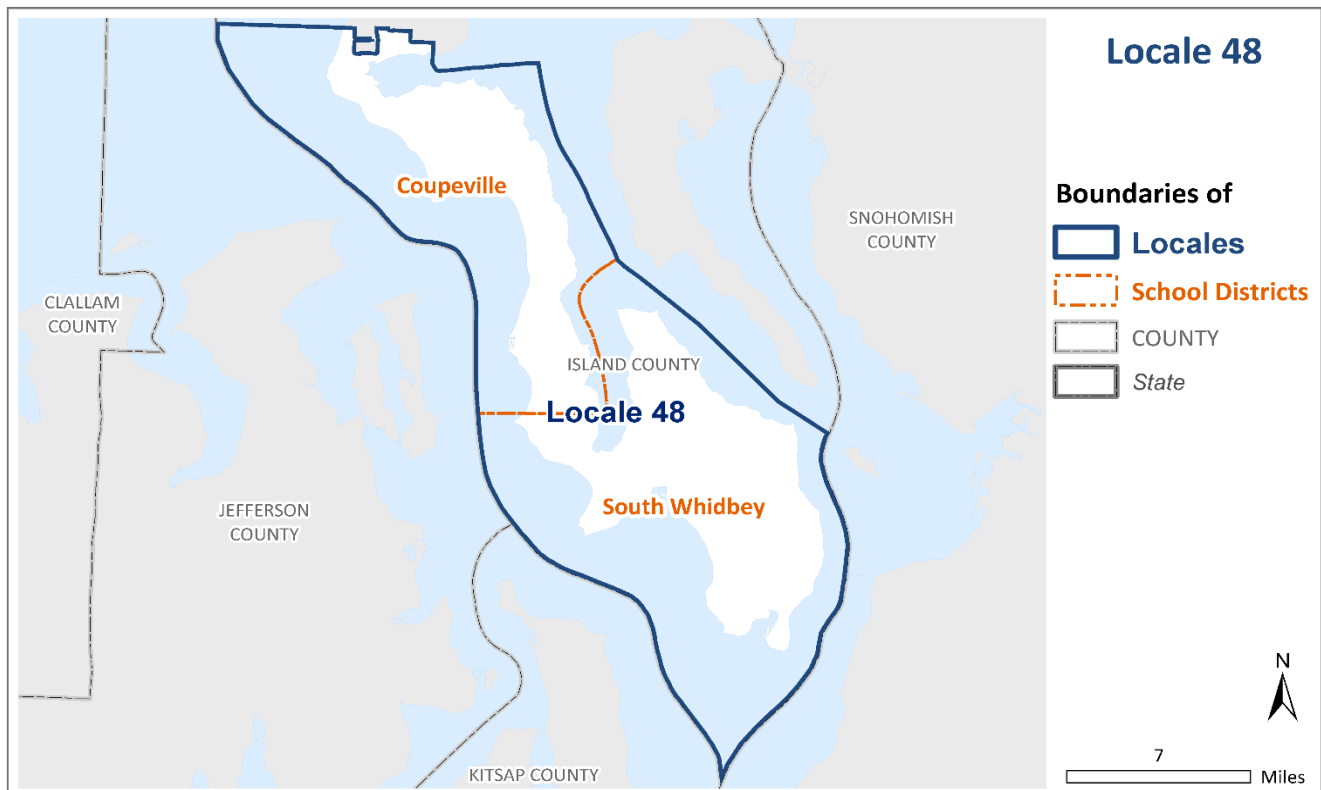 Locale 48
Coupeville
SNOHOMISH
COUNTY
CLALLAM
COUNTY
ISLAND COUNTY
Locale 48
South Whidbey
JEFFERSON
COUNTY
KITSAP COUNTY
Boundaries of
Locales
School Districts
COUNTY
State
N
7
Miles